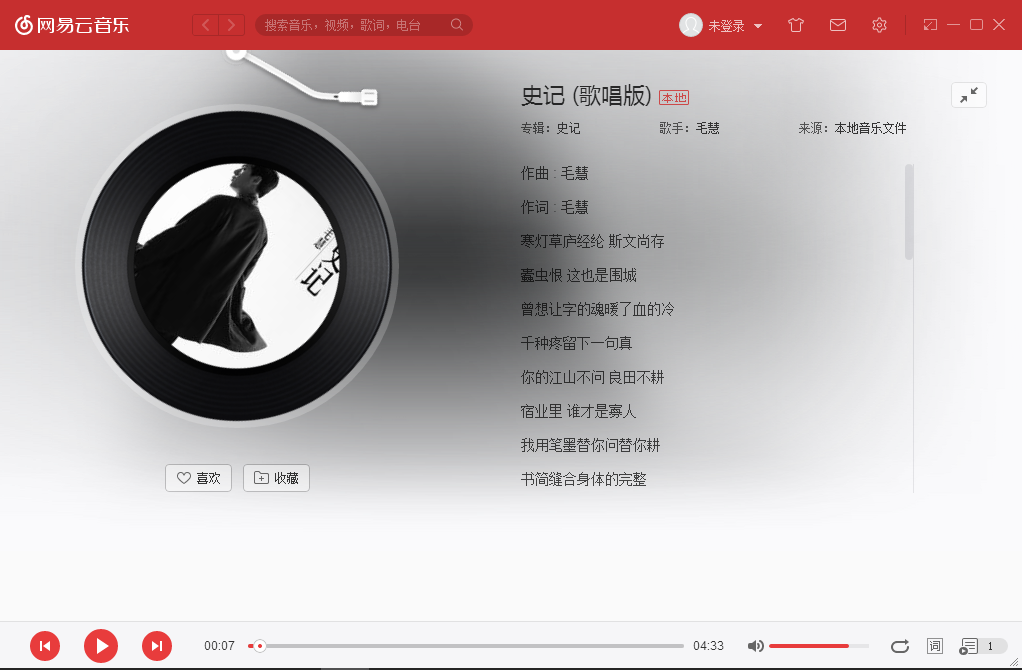 网易云音乐
搜索音乐，视频，歌词，电台
未登录
史记 (歌唱版) 本地
专辑：史记 歌手：毛慧 来源：本地音乐文件
作曲 : 毛慧
作词 : 毛慧
寒灯草庐经纶 斯文尚存
蠹虫恨 这也是围城
曾想让字的魂暖了血的冷
千种疼留下一句真
你的江山不问 良田不耕
宿业里 谁才是寡人
我用笔墨替你问替你耕
书简缝合身体的完整
史记
喜欢 收藏
00:07 04:33 词 1